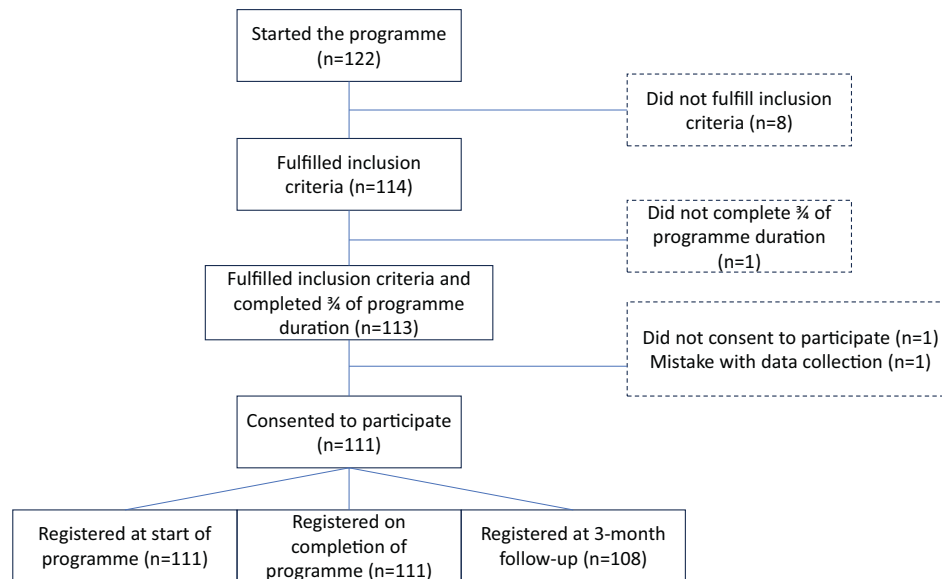 Started the programme
(n=122)
Did not fulfill inclusion
criteria (n=8)
Fulfilled inclusion
criteria (n=114)
Did not complete ¾ of
programme duration
(n=1)
Fulfilled inclusion criteria and
completed ¾ of programme
duration (n=113)
Did not consent to participate (n=1)
Mistake with data collection (n=1)
Consented to participate
(n=111)
Registered at start of
programme (n=111)
Registered on
completion of
programme (n=111)
Registered at 3-month
follow-up (n=108)